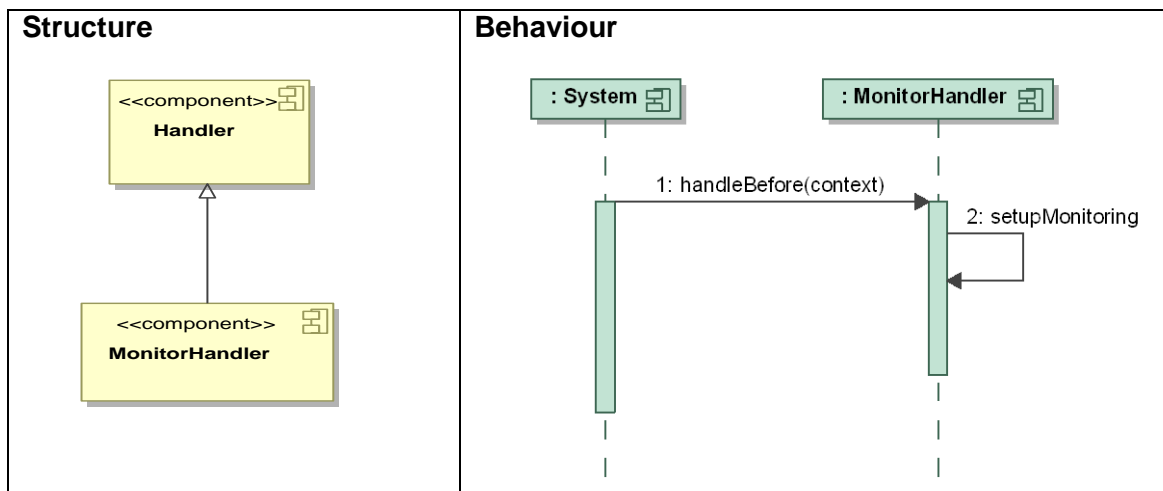 Structure
Behaviour
<<component>>
Handler
<<component>>
MonitorHandler
: System
: MonitorHandler
1: handleBefore(context)
2: setupMonitoring